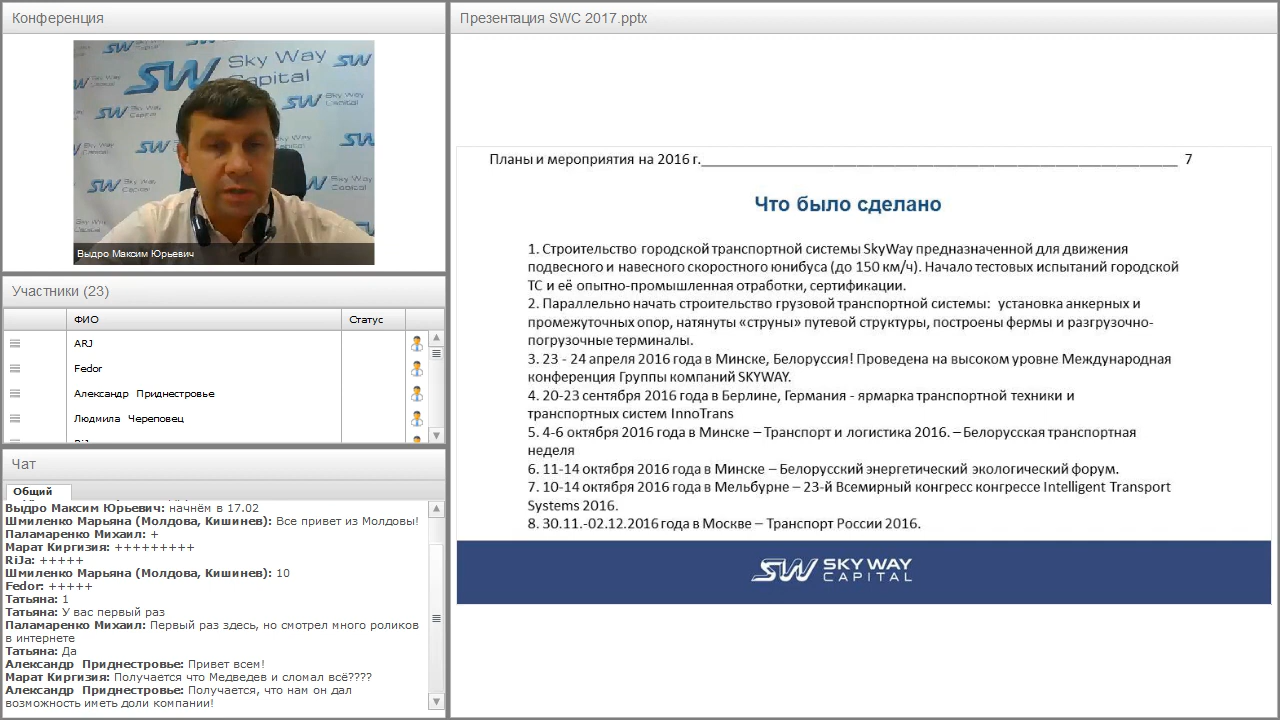 Конференция
Sky Way
Capital
Выдро Максим Юрьевич
Участники (23)
ФИО
Статус
ARJ
Fedor
Александр Приднестровье
Людмила Череповец
Чат
Общий
Выдро Максим Юрьевич: начнём в 17.02
Шмиленко Марьяна (Молдова, Кишинев): Все привет из Молдовы!
Паламаренко Михаил: +
Марат Киргизия: +++++++++
RiJa: +++++
Шмиленко Марьяна (Молдова, Кишинев): 10
Fedor: +++++
Татьяна: 1
Татьяна: У вас первый раз
Паламаренко Михаил: Первый раз здесь, но смотрел много роликов
в интернете
Татьяна: Да
Александр Приднестровье: Привет всем!
Марат Киргизия: Получается что Медведев и сломал всё????
Александр Приднестровье: Получается, что нам он дал
возможность иметь доли компании!
Презентация SWC 2017.pptx
Планы и мероприятия на 2016 г. 7
Что было сделано
1. Строительство городской транспортной системы SkyWay предназначенной для движения
подвесного и навесного скоростного юнибуса (до 150 км/ч). Начало тестовых испытаний городской
ТС и её опытно-промышленная отработки, сертификации.
2. Параллельно начать строительство грузовой транспортной системы: установка анкерных и
промежуточных опор, натянуты «струны» путевой структуры, построены фермы и разгрузочно-
погрузочные терминалы.
3. 23 - 24 апреля 2016 года в Минске, Белоруссия! Проведена на высоком уровне Международная
конференция Группы компаний SKYWAY.
4. 20-23 сентября 2016 года в Берлине, Германия - ярмарка транспортной техники и
транспортных систем InnoTrans
5. 4-6 октября 2016 года в Минске – Транспорт и логистика 2016. – Белорусская транспортная
неделя
6. 11-14 октября 2016 года в Минске – Белорусский энергетический экологический форум.
7. 10-14 октября 2016 года в Мельбурне – 23-й Всемирный конгресс конгрессе Intelligent Transport
Systems 2016.
8. 30.11.-02.12.2016 года в Москве – Транспорт России 2016.
SW SKY WAY
CAPITAL